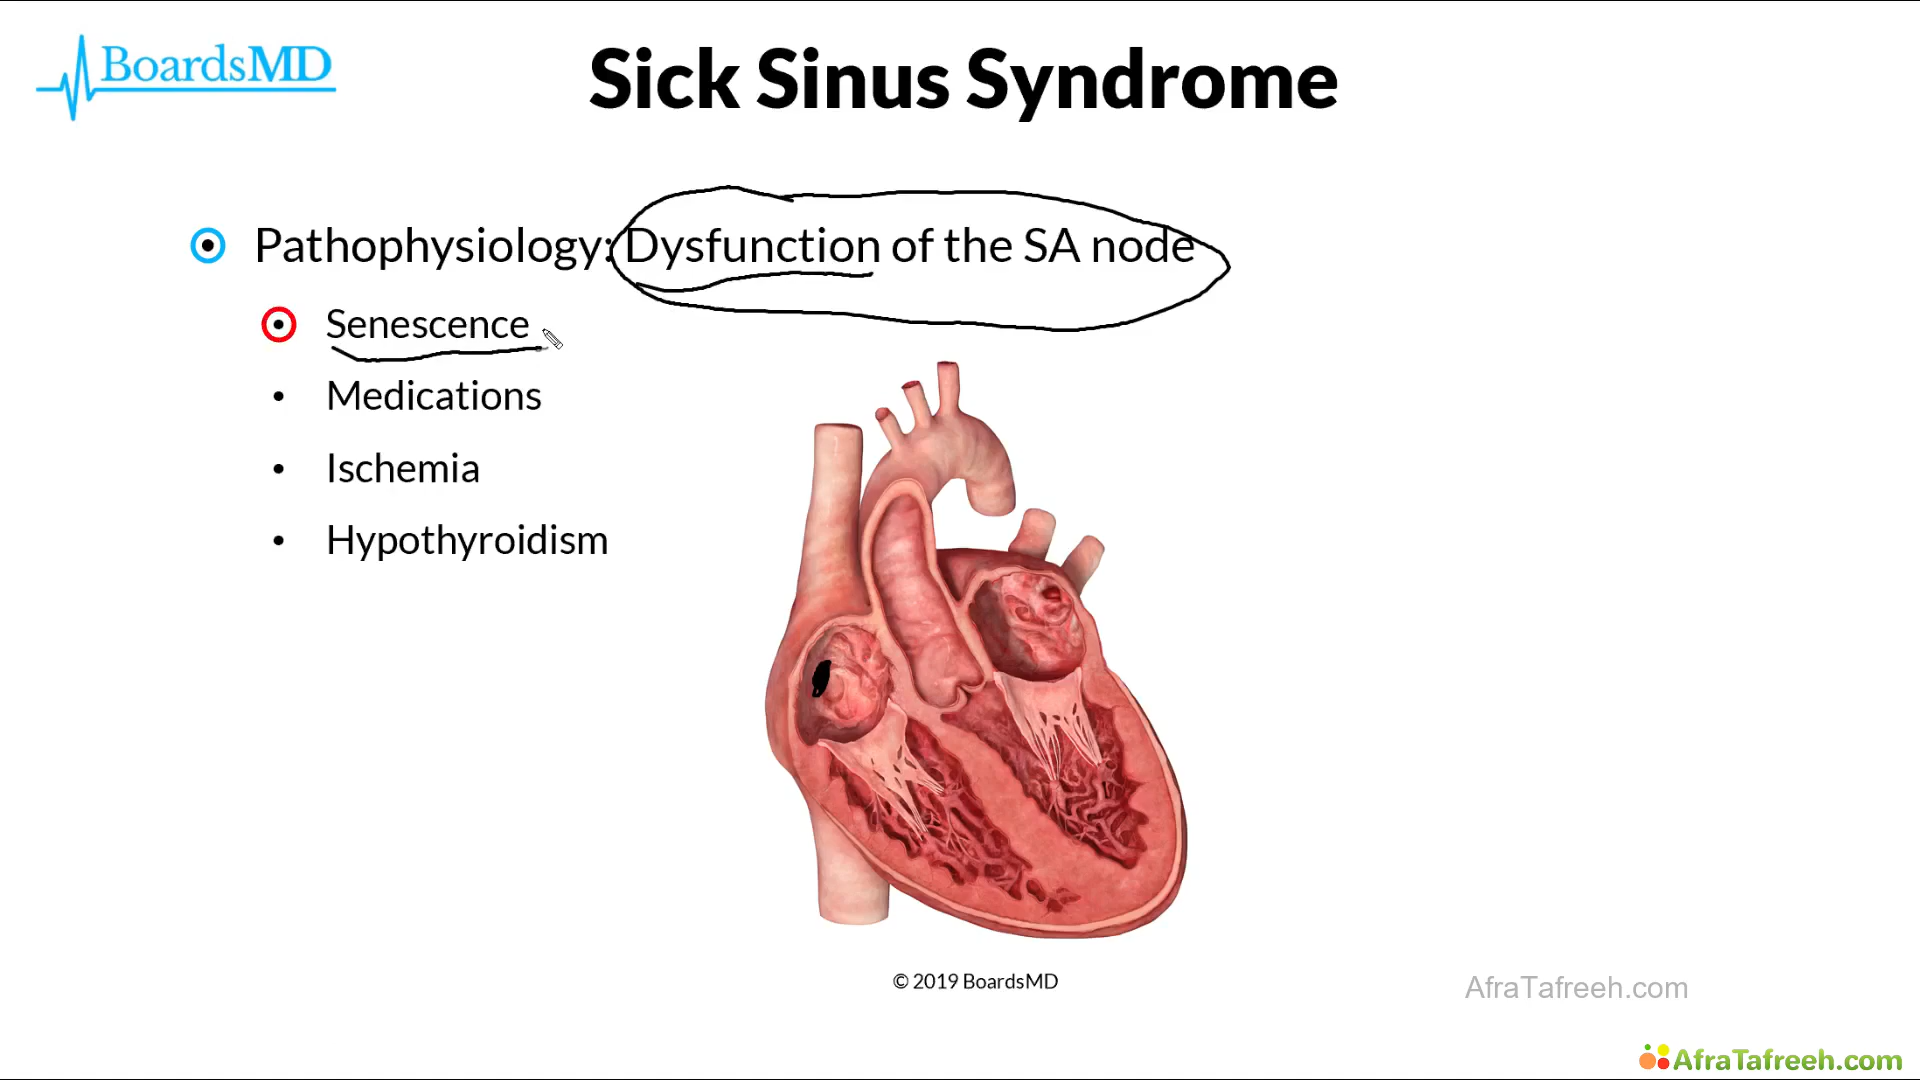 BoardsMD
Sick Sinus Syndrome
Pathophysiology: Dysfunction of the SA node
Senescence
• Medications
• Ischemia
• Hypothyroidism
© 2019 BoardsMD
AfraTafreeh.com
AfraTafreeh.com